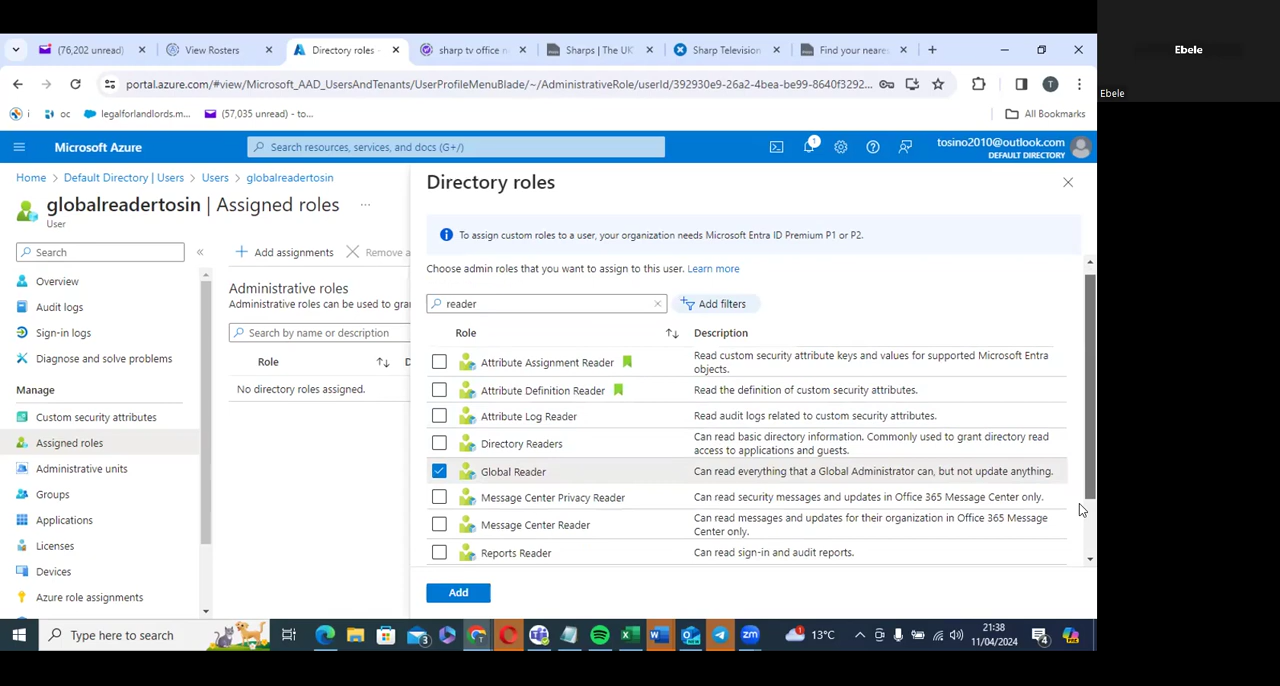 (76,202 unread)
View Rosters
Directory roles -
sharp tv office n
Sharps | The UK
Sharp Television
Find your neare
portal.azure.com/#view/Microsoft_AAD_UsersAndTenants/UserProfileMenuBlade/~/AdministrativeRole/userId/392930e9-26a2-4bea-be99-8640f3292...
T
i
oc
legalforlandlords.m...
(57,035 unread) - to...
All Bookmarks
Microsoft Azure
Search resources, services, and docs (G+/)
1
tosino2010@outlook.com
DEFAULT DIRECTORY
Home > Default Directory | Users > Users > globalreadertosin
globalreadertosin | Assigned roles ...
User
Search
«
Overview
Audit logs
Sign-in logs
Diagnose and solve problems
Manage
Custom security attributes
Assigned roles
Administrative units
Groups
Applications
Licenses
Devices
Azure role assignments
Add assignments
Remove a
Administrative roles
Administrative roles can be used to gran
Search by name or description
Role
D
No directory roles assigned.
Directory roles
To assign custom roles to a user, your organization needs Microsoft Entra ID Premium P1 or P2.
Choose admin roles that you want to assign to this user. Learn more
reader
Add filters
Role
Description
Attribute Assignment Reader
Read custom security attribute keys and values for supported Microsoft Entra
objects.
Attribute Definition Reader
Read the definition of custom security attributes.
Attribute Log Reader
Read audit logs related to custom security attributes.
Directory Readers
Can read basic directory information. Commonly used to grant directory read
access to applications and guests.
Global Reader
Can read everything that a Global Administrator can, but not update anything.
Message Center Privacy Reader
Can read security messages and updates in Office 365 Message Center only.
Message Center Reader
Can read messages and updates for their organization in Office 365 Message
Center only.
Reports Reader
Can read sign-in and audit reports.
Add
Type here to search
3
zm
13°C
21:38
11/04/2024
4
Ebele
Ebele